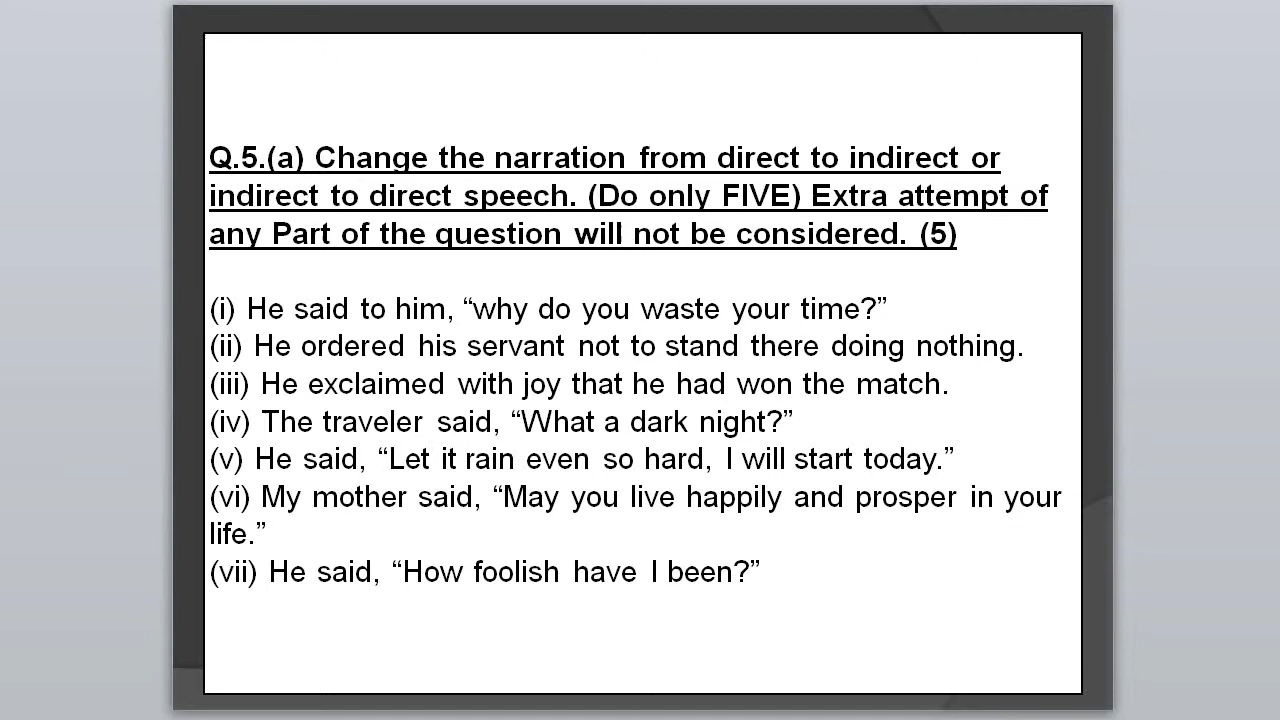 Q.5.(a) Change the narration from direct to indirect or
indirect to direct speech. (Do only FIVE) Extra attempt of
any Part of the question will not be considered. (5)
(i) He said to him, “why do you waste your time?”
(ii) He ordered his servant not to stand there doing nothing.
(iii) He exclaimed with joy that he had won the match.
(iv) The traveler said, “What a dark night?”
(v) He said, “Let it rain even so hard, I will start today.”
(vi) My mother said, “May you live happily and prosper in your
life.”
(vii) He said, “How foolish have I been?”